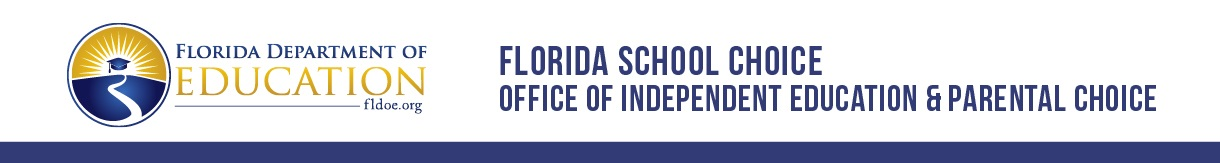 FLORIDA DEPARTMENT OF
EDUCATION
fldoe.org
FLORIDA SCHOOL CHOICE
OFFICE OF INDEPENDENT EDUCATION & PARENTAL CHOICE